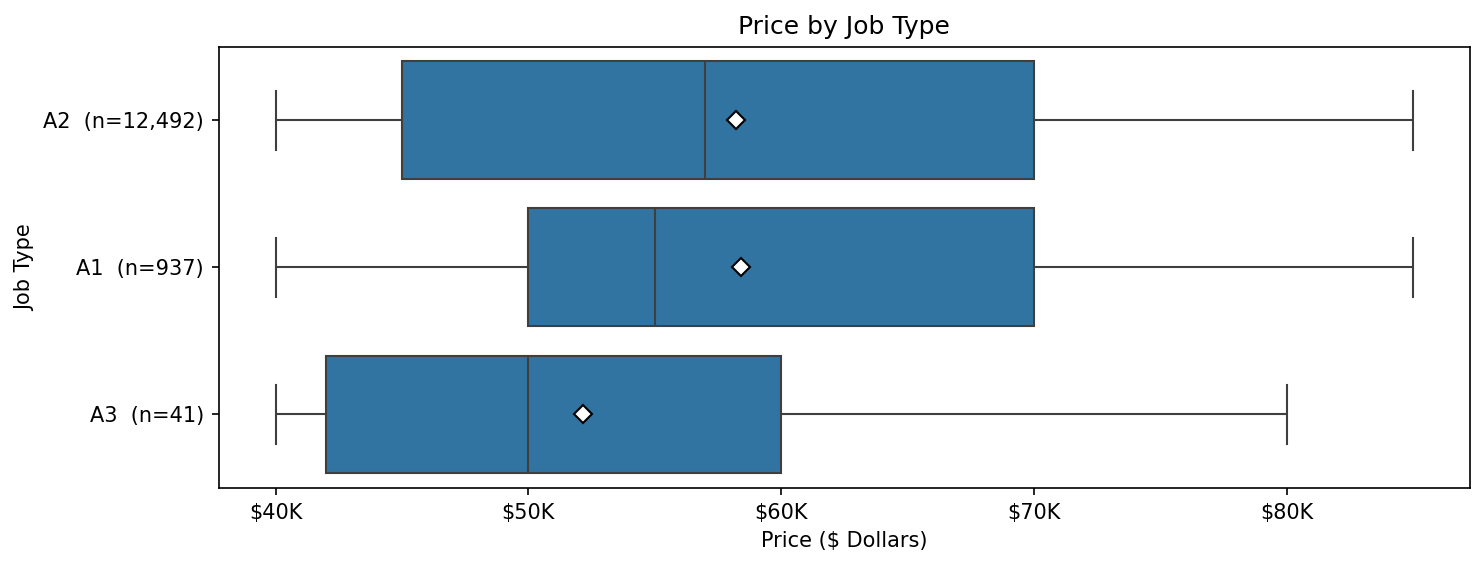 Price by Job Type
A2  (n=12,492)
A1  (n=937)
A3  (n=41)
Job Type
$40K $50K $60K $70K $80K
Price ($ Dollars)